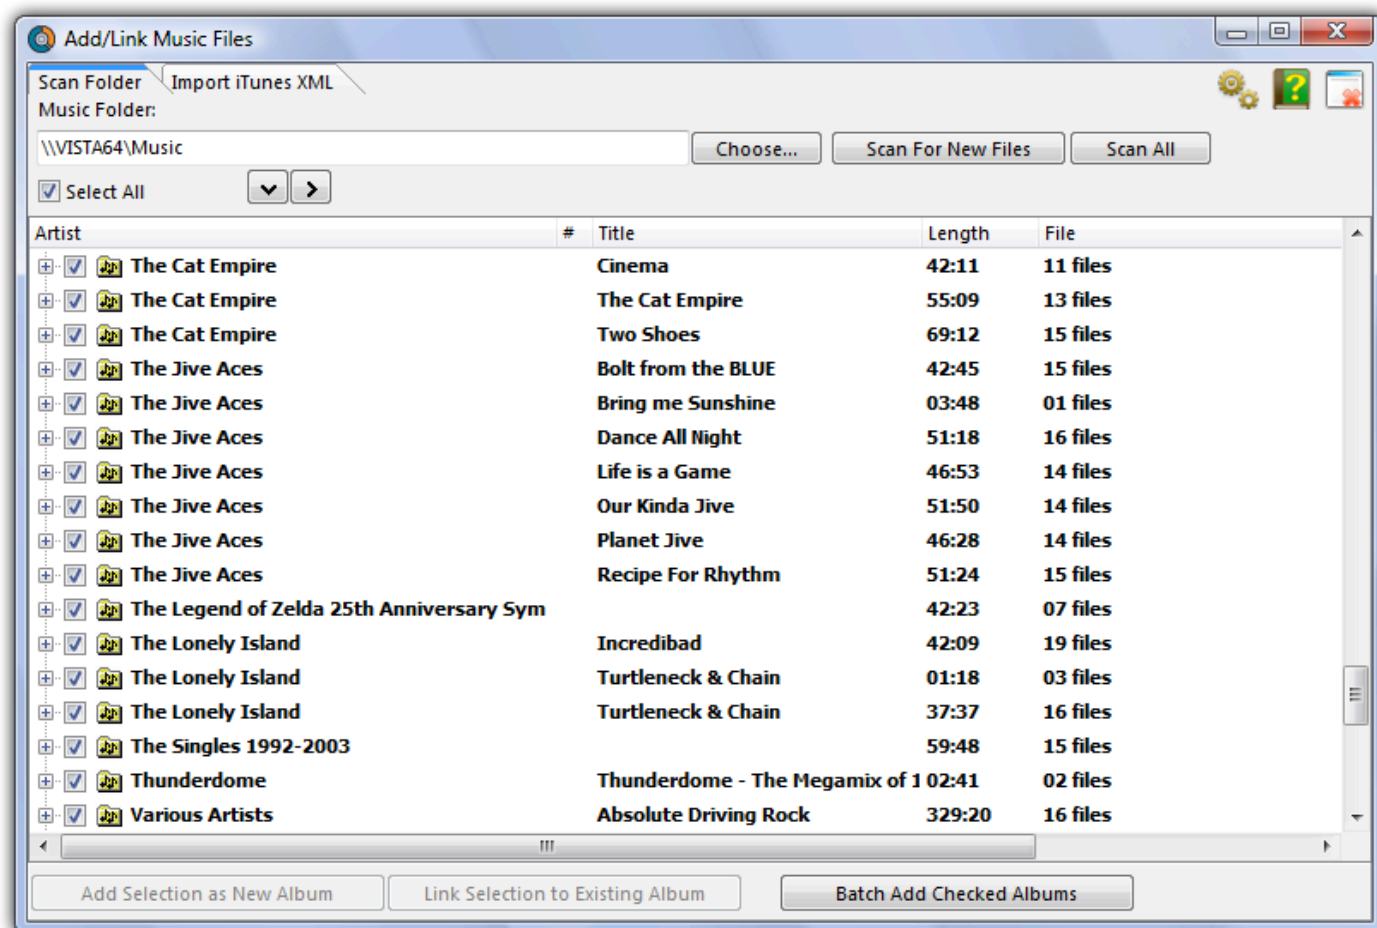 Add/Link Music Files
Scan Folder Import iTunes XML
Music Folder:
\\VISTA64\Music Choose... Scan For New Files Scan All
Select All
Artist # Title Length File
The Cat Empire Cinema 42:11 11 files
The Cat Empire The Cat Empire 55:09 13 files
The Cat Empire Two Shoes 69:12 15 files
The Jive Aces Bolt from the BLUE 42:45 15 files
The Jive Aces Bring me Sunshine 03:48 01 files
The Jive Aces Dance All Night 51:18 16 files
The Jive Aces Life is a Game 46:53 14 files
The Jive Aces Our Kinda Jive 51:50 14 files
The Jive Aces Planet Jive 46:28 14 files
The Jive Aces Recipe For Rhythm 51:24 15 files
The Legend of Zelda 25th Anniversary Sym 42:23 07 files
The Lonely Island Incredibad 42:09 19 files
The Lonely Island Turtleneck & Chain 01:18 03 files
The Lonely Island Turtleneck & Chain 37:37 16 files
The Singles 1992-2003 59:48 15 files
Thunderdome Thunderdome - The Megamix of 1 02:41 02 files
Various Artists Absolute Driving Rock 329:20 16 files
Add Selection as New Album Link Selection to Existing Album Batch Add Checked Albums